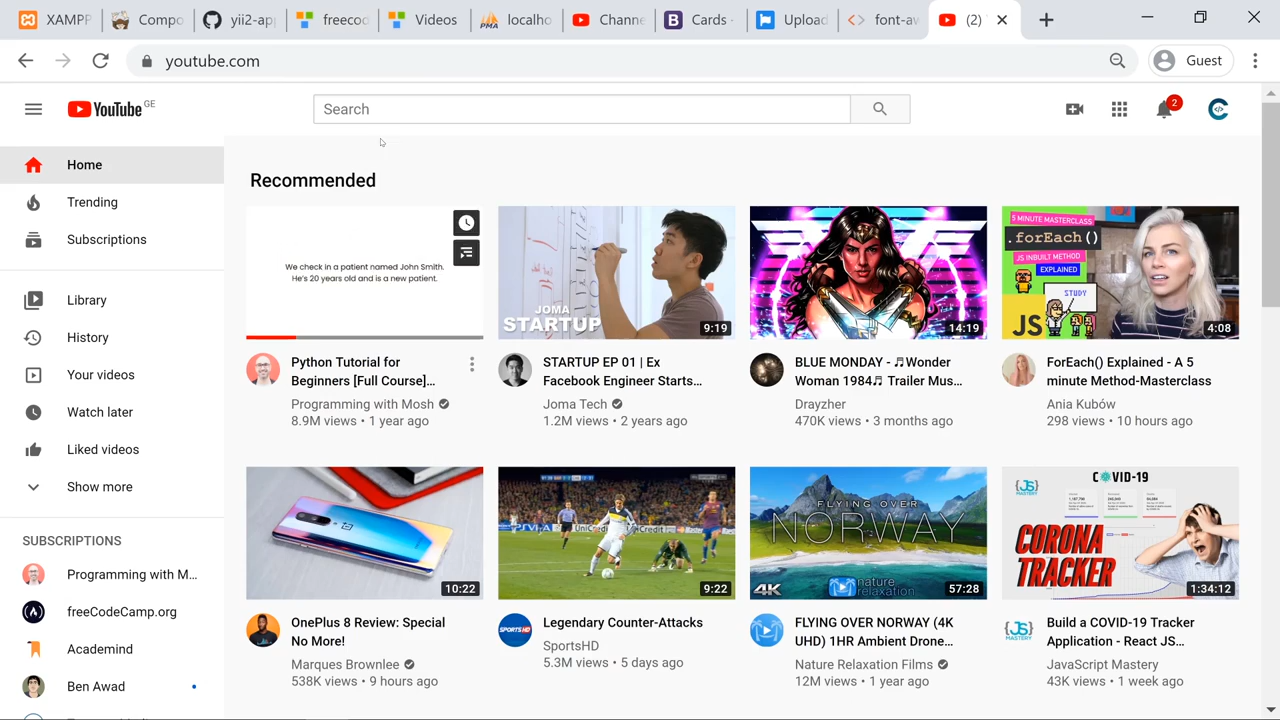 XAMPP
Compo
yii2-ap
freecod
Videos
localho
Channe
Cards -
Upload
font-aw
(2)
youtube.com
Guest
YouTube GE
Search
2
Home
Trending
Subscriptions
Library
History
Your videos
Watch later
Liked videos
Show more
SUBSCRIPTIONS
Programming with M...
freeCodeCamp.org
Academind
Ben Awad
Recommended
We check in a patient named John Smith.
He's 20 years old and is a new patient.
Python Tutorial for
Beginners [Full Course]...
Programming with Mosh
8.9M views • 1 year ago
JOMA
STARTUP
9:19
STARTUP EP 01 | Ex
Facebook Engineer Starts...
Joma Tech
1.2M views • 2 years ago
14:19
BLUE MONDAY - ♬Wonder
Woman 1984♬ Trailer Mus...
Drayzher
470K views • 3 months ago
5 MINUTE MASTERCLASS
.forEach()
JS INBUILT METHOD
EXPLAINED
STUDY
JS
4:08
ForEach() Explained - A 5
minute Method-Masterclass
Ania Kubów
298 views • 10 hours ago
10:22
OnePlus 8 Review: Special
No More!
Marques Brownlee
538K views • 9 hours ago
UniCredit
9:22
Legendary Counter-Attacks
SportsHD
5.3M views • 5 days ago
FLYING OVER
NORWAY
4K
nature
relaxation
57:28
FLYING OVER NORWAY (4K
UHD) 1HR Ambient Drone...
Nature Relaxation Films
12M views • 1 year ago
JS
MASTERY
COVID-19
CORONA
TRACKER
1:34:12
Build a COVID-19 Tracker
Application - React JS...
JavaScript Mastery
43K views • 1 week ago